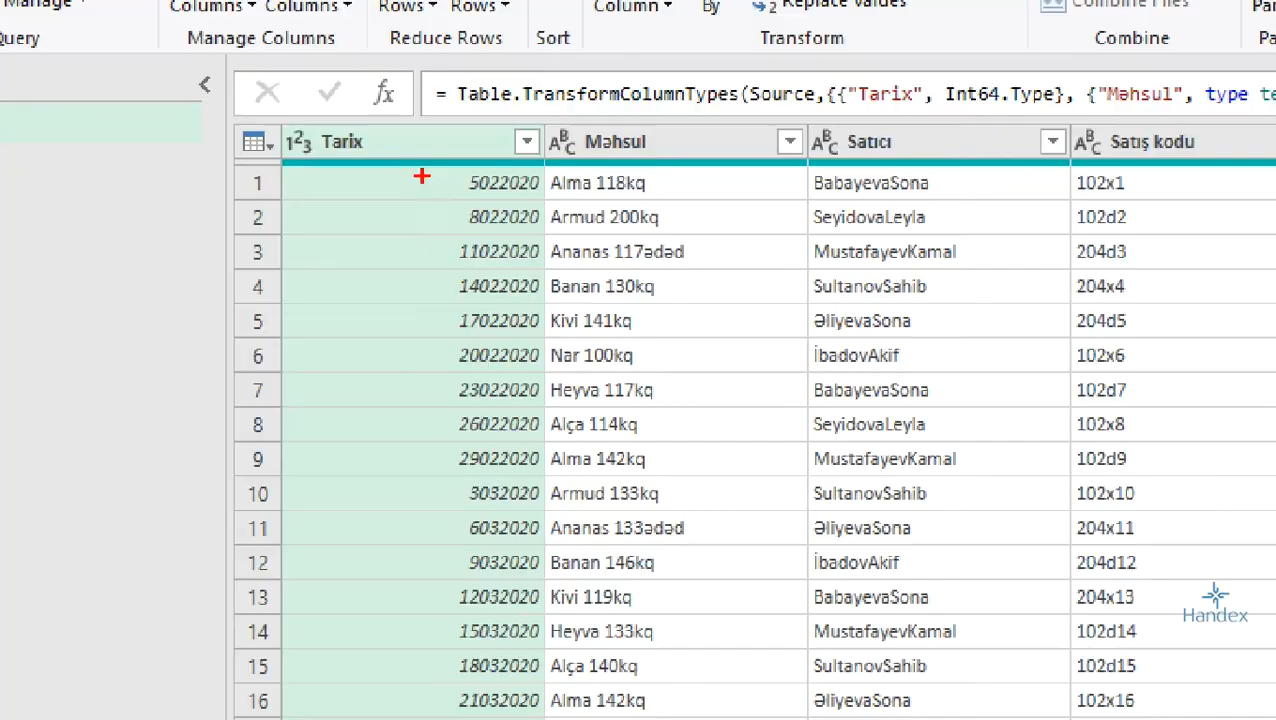 Manage
Columns Columns Rows Rows Column By Replace Values Combine Files
Query Manage Columns Reduce Rows Sort Transform Combine
fx = Table.TransformColumnTypes(Source,{{"Tarix", Int64.Type}, {"Məhsul", type te
123 Tarix ABC Məhsul ABC Satıcı ABC Satış kodu
1 5022020 Alma 118kq BabayevaSona 102x1
2 8022020 Armud 200kq SeyidovaLeyla 102d2
3 11022020 Ananas 117ədəd MustafayevKamal 204d3
4 14022020 Banan 130kq SultanovSahib 102x4
5 17022020 Kivi 141kq ƏliyevaSona 204d5
6 20022020 Nar 100kq İbadovAkif 102x6
7 23022020 Heyva 117kq BabayevaSona 102d7
8 26022020 Alça 114kq SeyidovaLeyla 102x8
9 29022020 Alma 142kq MustafayevKamal 102d9
10 3032020 Armud 133kq SultanovSahib 102x10
11 6032020 Ananas 133ədəd ƏliyevaSona 204x11
12 9032020 Banan 146kq İbadovAkif 204d12
13 12032020 Kivi 119kq BabayevaSona 204x13
14 15032020 Heyva 133kq MustafayevKamal 102d14
15 18032020 Alça 140kq SultanovSahib 102d15
16 21032020 Alma 142kq ƏliyevaSona 102x16
Handex